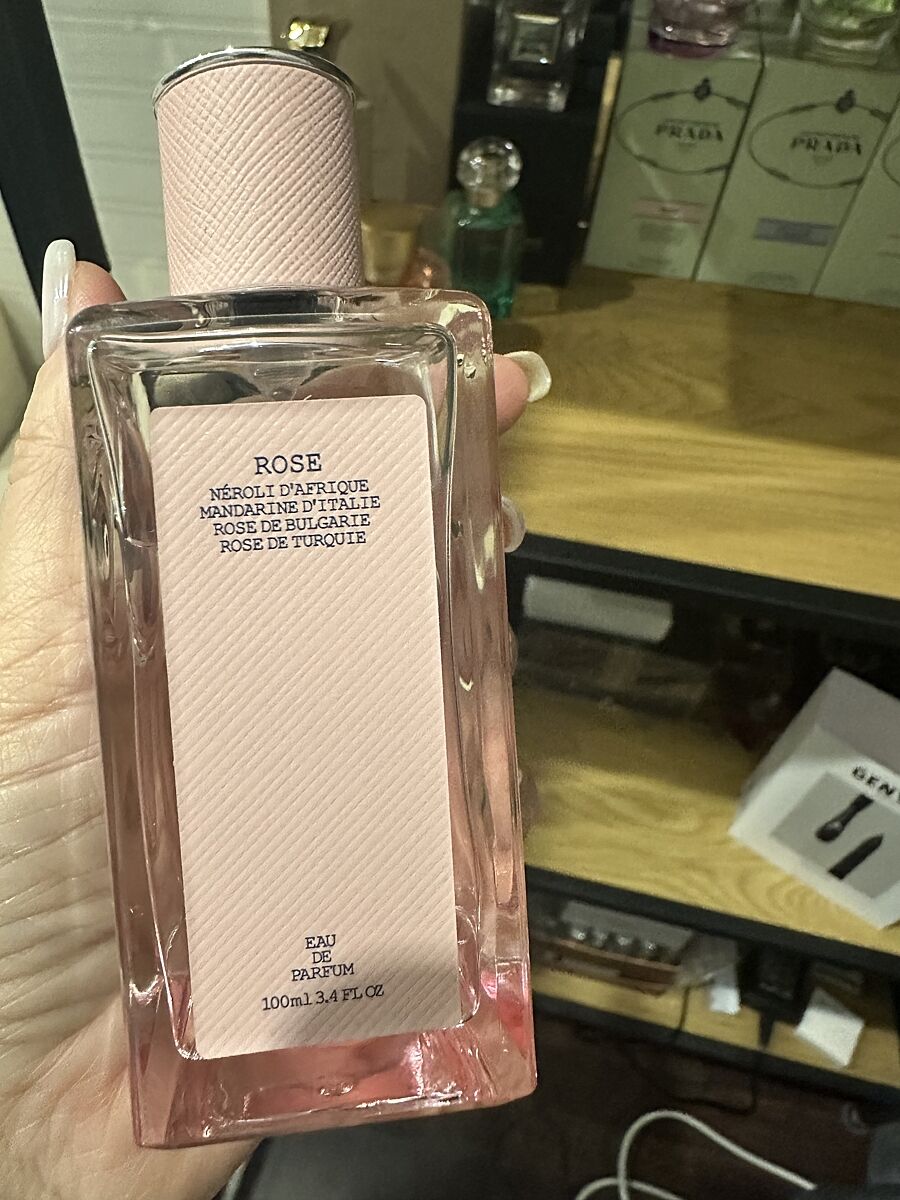 ROSE
NÉROLI D'AFRIQUE
MANDARINE D'ITALIE
ROSE DE BULGARIE
ROSE DE TURQUIE
EAU
DE
PARFUM
100ml 3.4 FL OZ
PRADA
PRADA